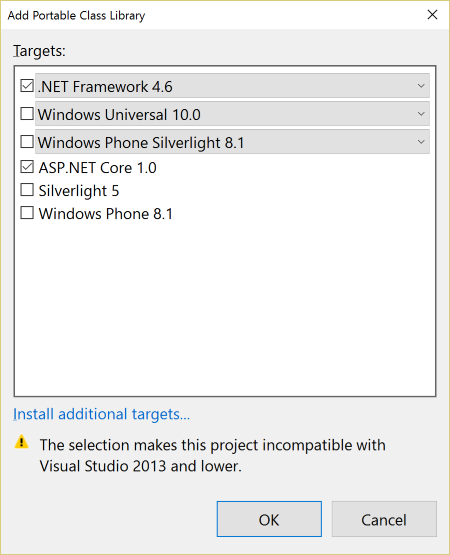 Add Portable Class Library
Targets:
.NET Framework 4.6
Windows Universal 10.0
Windows Phone Silverlight 8.1
ASP.NET Core 1.0
Silverlight 5
Windows Phone 8.1
Install additional targets...
The selection makes this project incompatible with
Visual Studio 2013 and lower.
OK
Cancel